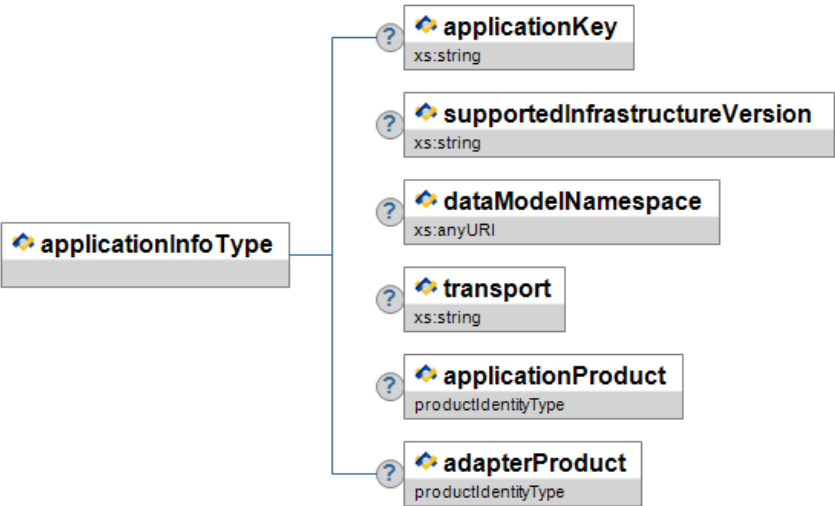 ? applicationKey
xs:string
? supportedInfrastructureVersion
xs:string
? dataModelNamespace
xs:anyURI
applicationInfoType
? transport
xs:string
? applicationProduct
productIdentityType
? adapterProduct
productIdentityType